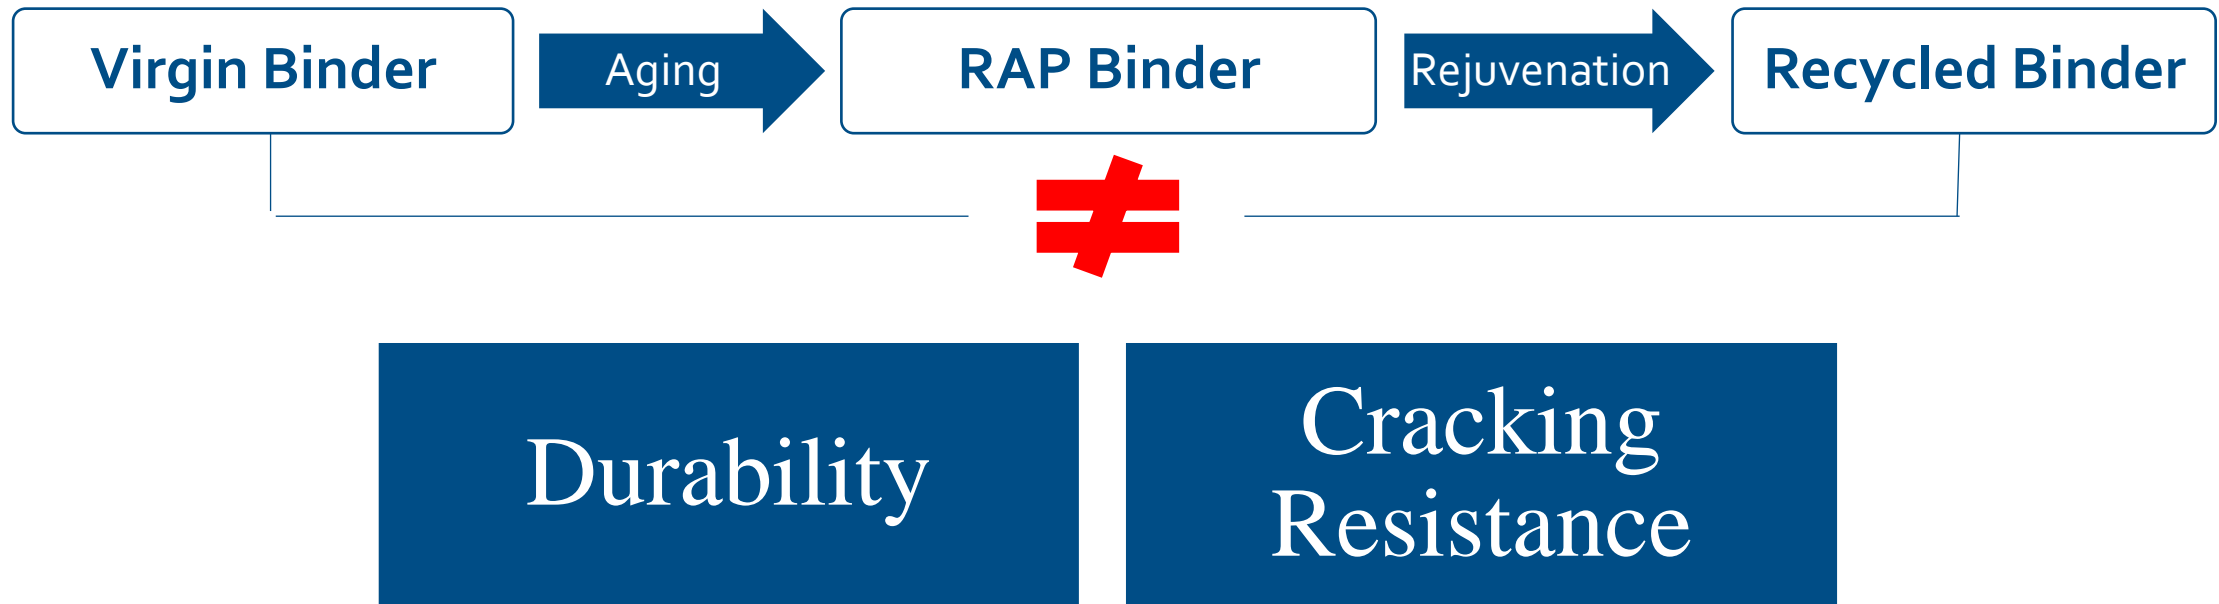 Virgin Binder
Aging
RAP Binder
Rejuvenation
Recycled Binder
≠
Durability
Cracking
Resistance